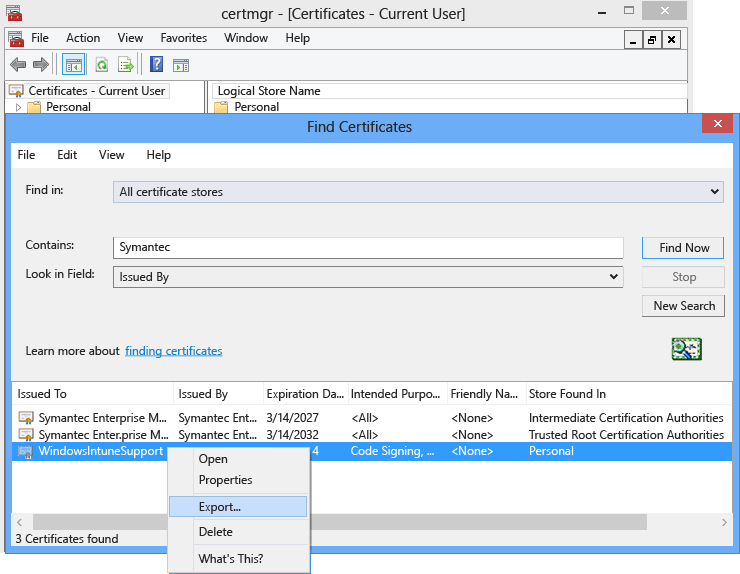 certmgr - [Certificates - Current User]
File Action View Favorites Window Help
Certificates - Current User Logical Store Name
Personal Personal
Find Certificates
File Edit View Help
Find in: All certificate stores
Contains: Symantec Find Now
Look in Field: Issued By Stop
New Search
Learn more about finding certificates
Issued To Issued By Expiration Da... Intended Purpo... Friendly Na... Store Found In
Symantec Enterprise M... Symantec Ent... 3/14/2027 <All> <None> Intermediate Certification Authorities
Symantec Enter.prise M... Symantec Ent... 3/14/2032 <All> <None> Trusted Root Certification Authorities
WindowsIntuneSupport 4 Code Signing, ... <None> Personal
Open
Properties
Export...
Delete
What's This?
3 Certificates found